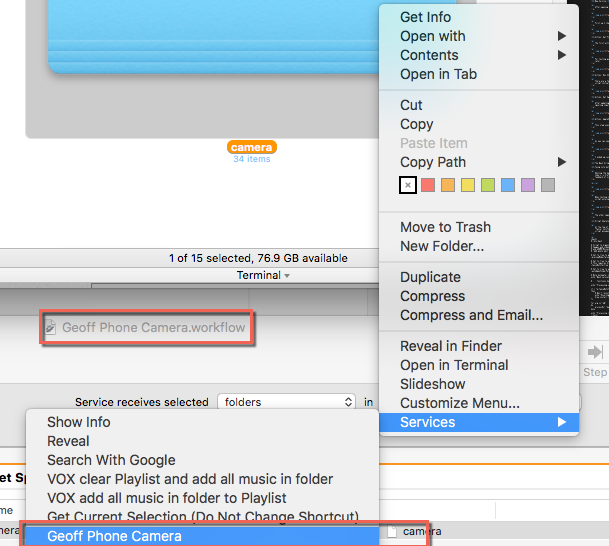 camera
34 items
1 of 15 selected, 76.9 GB available
Terminal
Geoff Phone Camera.workflow
Service receives selected folders in
Get Info
Open with
Contents
Open in Tab
Cut
Copy
Paste Item
Copy Path
Move to Trash
New Folder...
Duplicate
Compress
Compress and Email...
Reveal in Finder
Open in Terminal
Slideshow
Customize Menu...
Services
Step
Show Info
Reveal
Search With Google
VOX clear Playlist and add all music in folder
VOX add all music in folder to Playlist
Get Current Selection (Do Not Change Shortcut)
Geoff Phone Camera
camera